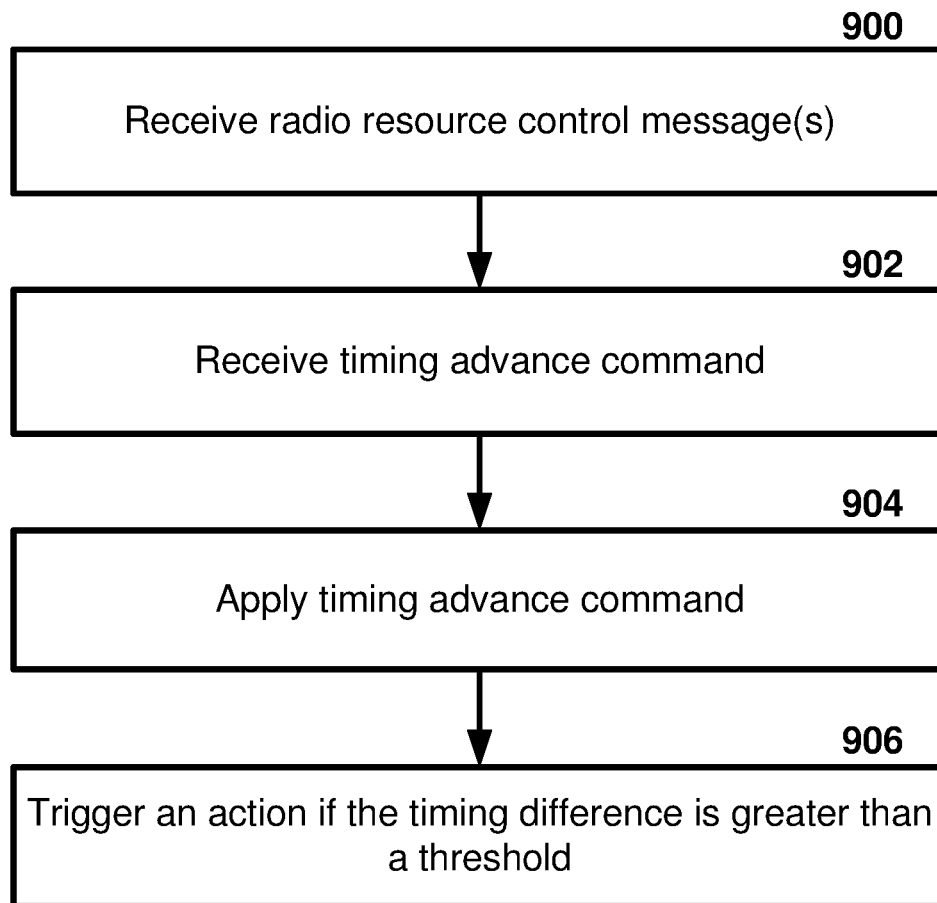 900
Receive radio resource control message(s)
902
Receive timing advance command
904
Apply timing advance command
906
Trigger an action if the timing difference is greater than
a threshold